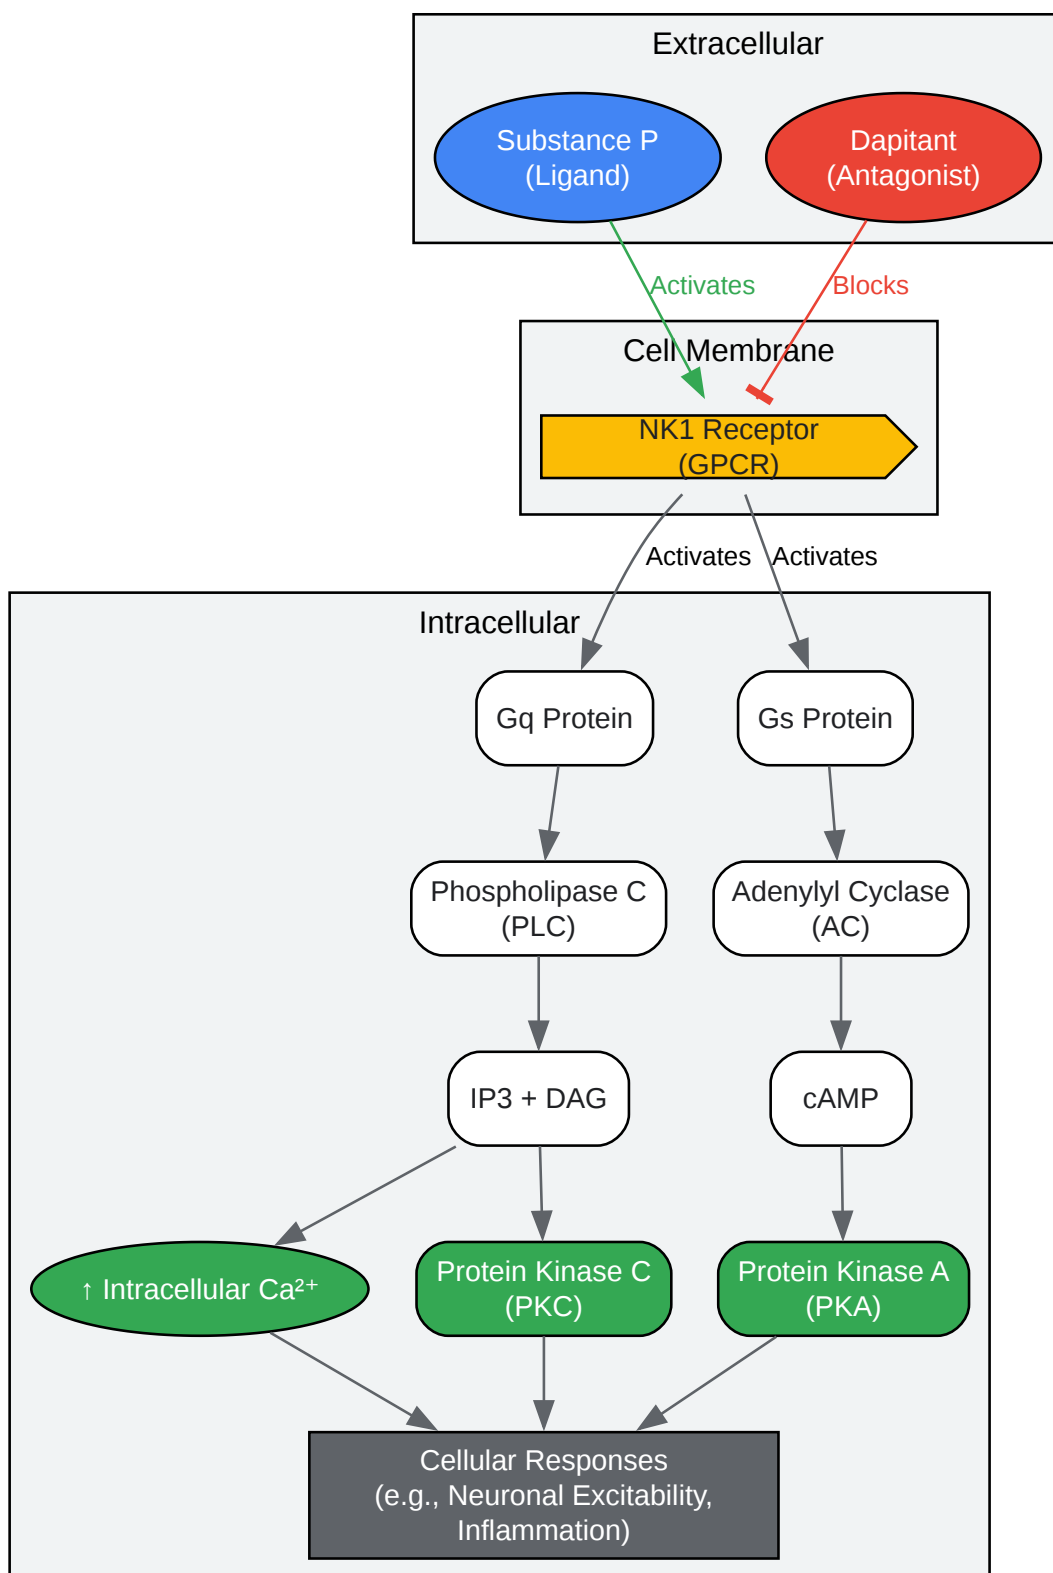 Extracellular
Substance P
(Ligand)
Dapitant
(Antagonist)
Activates
Blocks
Cell Membrane
NK1 Receptor
(GPCR)
Activates
Activates
Intracellular
Gq Protein
Gs Protein
Phospholipase C
(PLC)
Adenylyl Cyclase
(AC)
IP3 + DAG
cAMP
↑ Intracellular Ca²⁺
Protein Kinase C
(PKC)
Protein Kinase A
(PKA)
Cellular Responses
(e.g., Neuronal Excitability,
Inflammation)